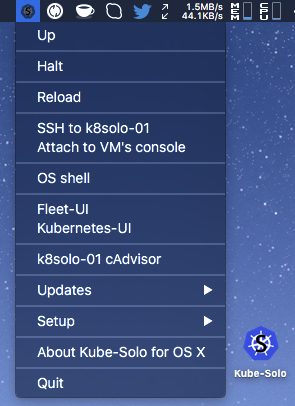 1.5MB/s
44.1KB/s
MEM
CPU
Up
Halt
Reload
SSH to k8solo-01
Attach to VM's console
OS shell
Fleet-UI
Kubernetes-UI
k8solo-01 cAdvisor
Updates
Setup
About Kube-Solo for OS X
Quit
S
Kube-Solo